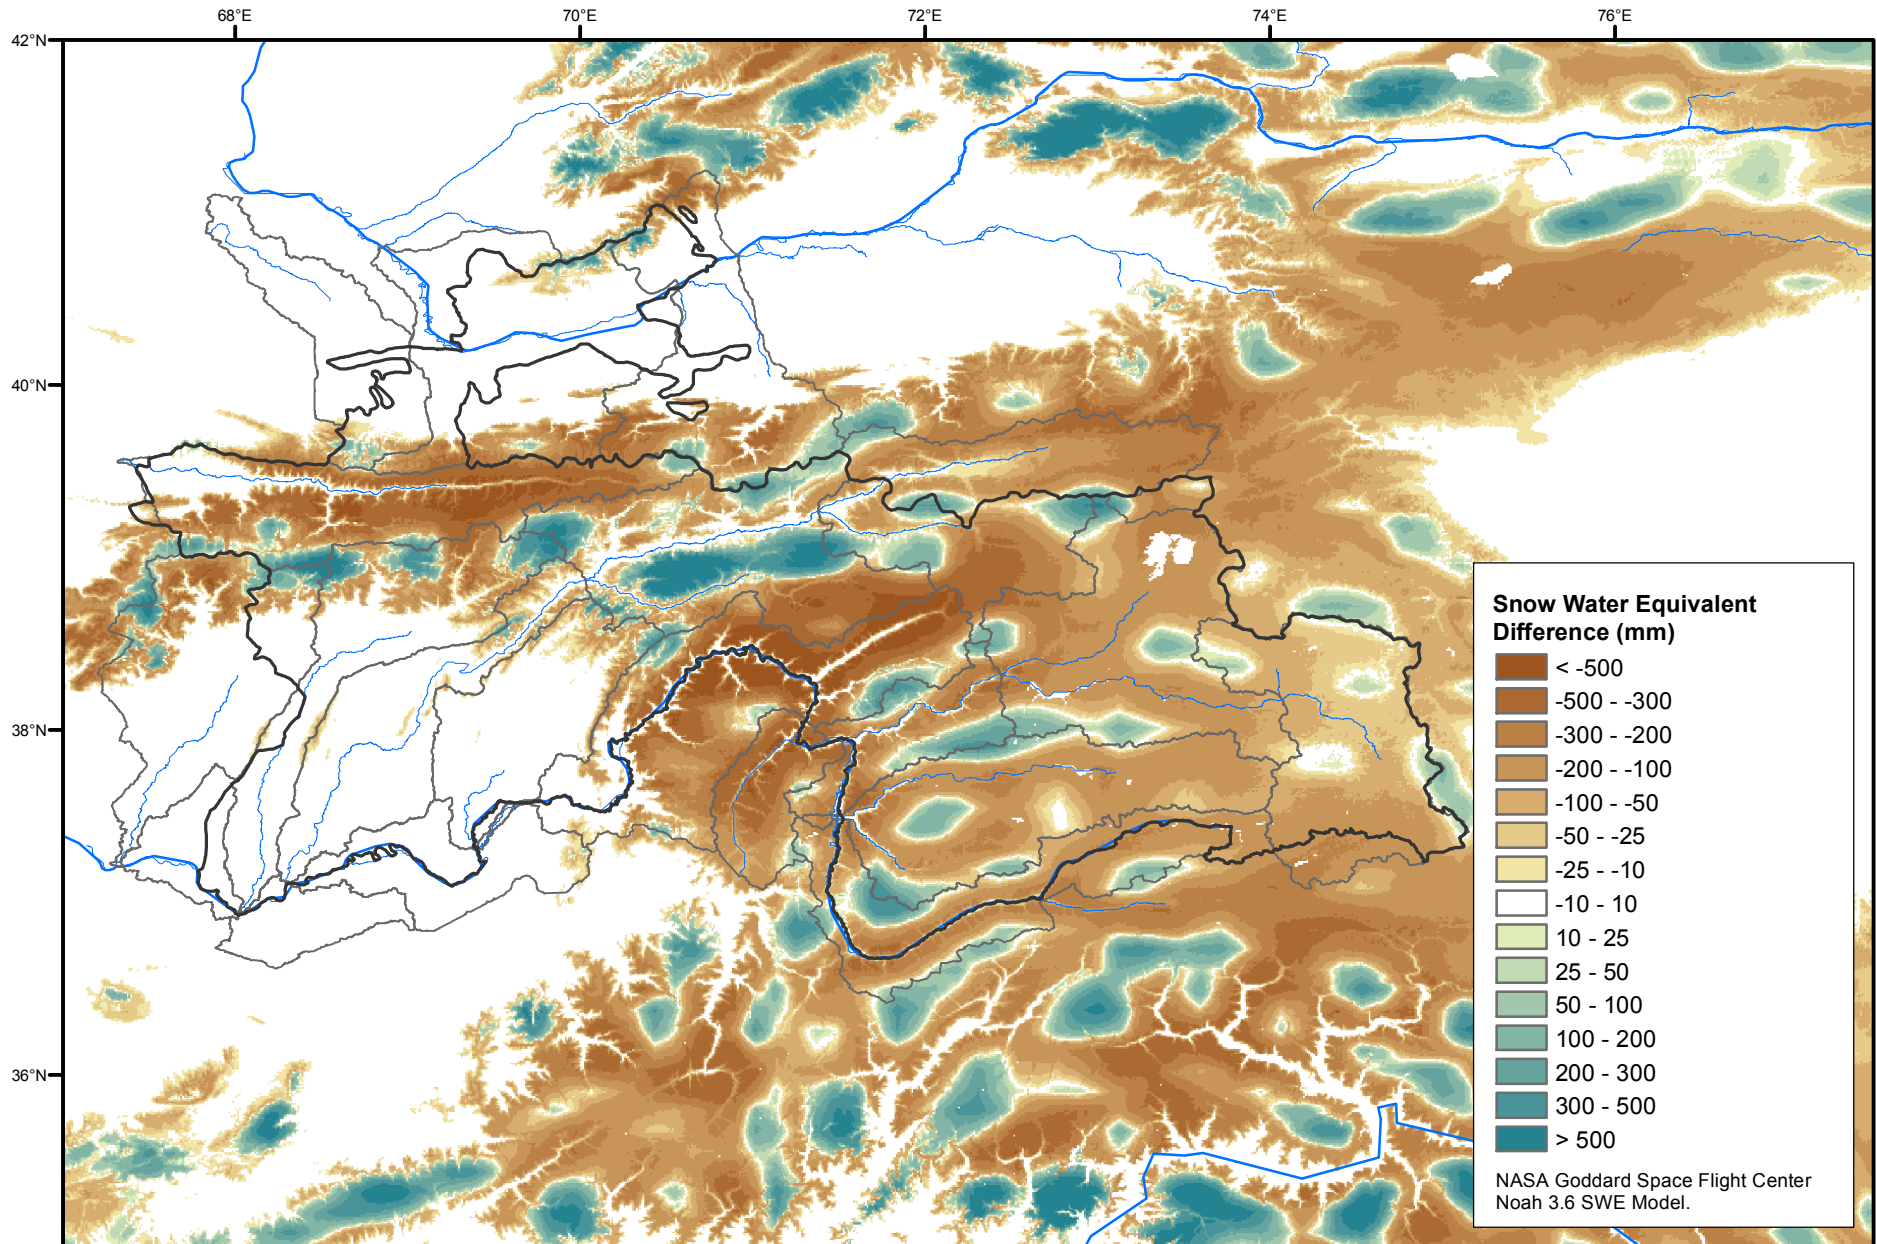 68°E 70°E 72°E 74°E 76°E
42°N
40°N
38°N
36°N
Snow Water Equivalent
Difference (mm)
< -500
-500 - -300
-300 - -200
-200 - -100
-100 - -50
-50 - -25
-25 - -10
-10 - 10
10 - 25
25 - 50
50 - 100
100 - 200
200 - 300
300 - 500
> 500
NASA Goddard Space Flight Center
Noah 3.6 SWE Model.